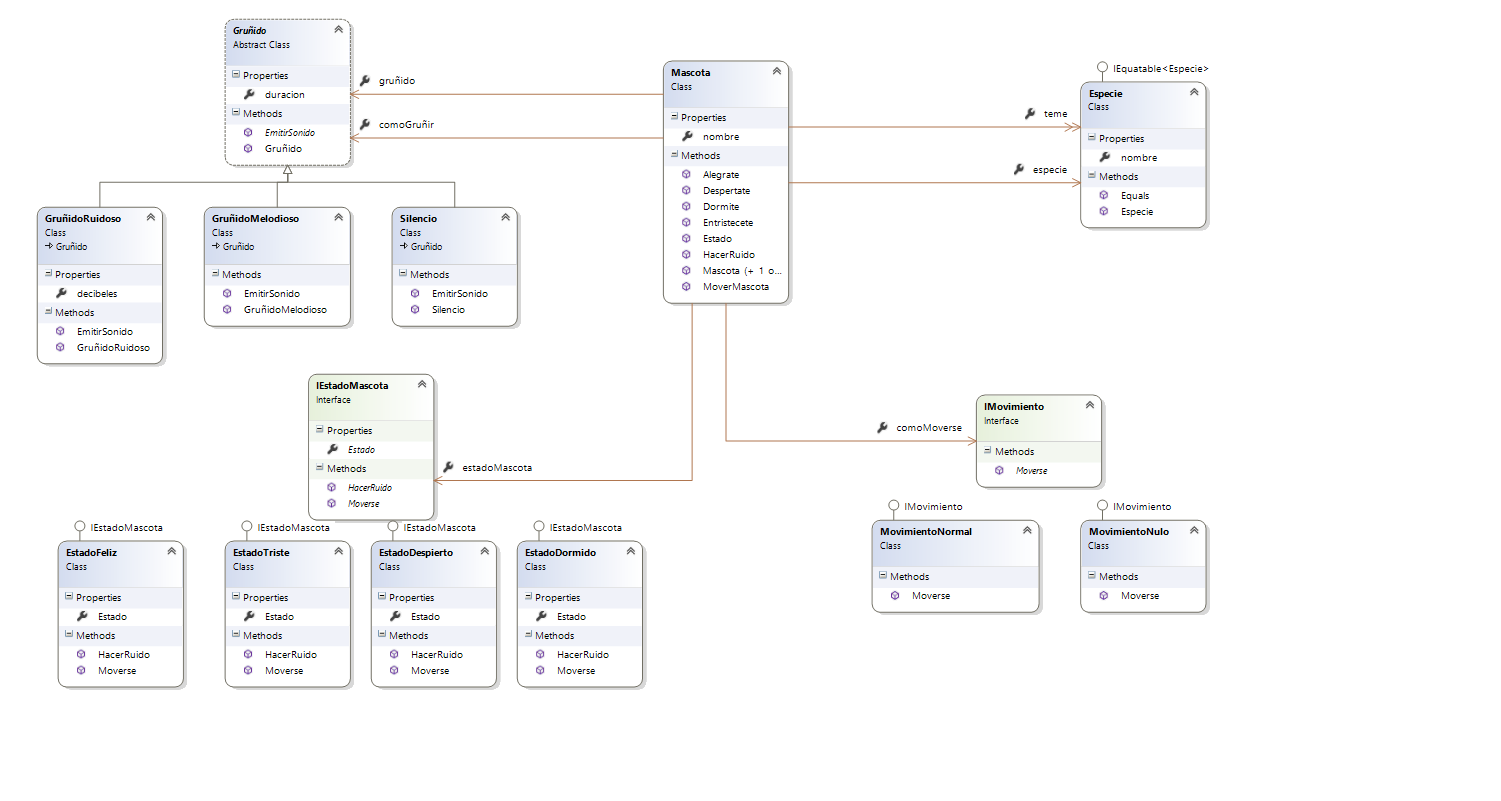 Gruñido
Abstract Class
Properties
duracion
Methods
EmitirSonido
Gruñido
gruñido
comoGruñir
Mascota
Class
Properties
nombre
Methods
Alegrate
Despertate
Dormite
Entristecete
Estado
HacerRuido
Mascota (+ 1 o...
MoverMascota
teme
especie
IEquatable<Especie>
Especie
Class
Properties
nombre
Methods
Equals
Especie
GruñidoRuidoso
Class
Gruñido
Properties
decibeles
Methods
EmitirSonido
GruñidoRuidoso
GruñidoMelodioso
Class
Gruñido
Methods
EmitirSonido
GruñidoMelodioso
Silencio
Class
Gruñido
Methods
EmitirSonido
Silencio
IEstadoMascota
Interface
Properties
Estado
Methods
HacerRuido
Moverse
estadoMascota
comoMoverse
IMovimiento
Interface
Methods
Moverse
IEstadoMascota
EstadoFeliz
Class
Properties
Estado
Methods
HacerRuido
Moverse
IEstadoMascota
EstadoTriste
Class
Properties
Estado
Methods
HacerRuido
Moverse
IEstadoMascota
EstadoDespierto
Class
Properties
Estado
Methods
HacerRuido
Moverse
IEstadoMascota
EstadoDormido
Class
Properties
Estado
Methods
HacerRuido
Moverse
IMovimiento
MovimientoNormal
Class
Methods
Moverse
IMovimiento
MovimientoNulo
Class
Methods
Moverse